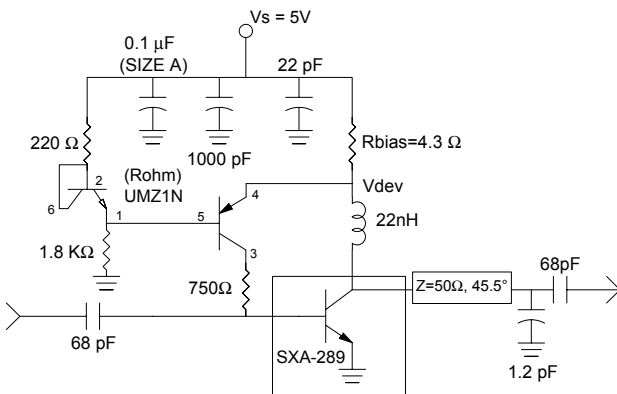 Vs = 5V
0.1 µF
(SIZE A)
22 pF
220 Ω
1000 pF
Rbias=4.3 Ω
(Rohm)
UMZ1N
2
6
1
5
4
Vdev
22nH
1.8 KΩ
3
750Ω
Z=50Ω, 45.5°
68pF
68 pF
SXA-289
1.2 pF